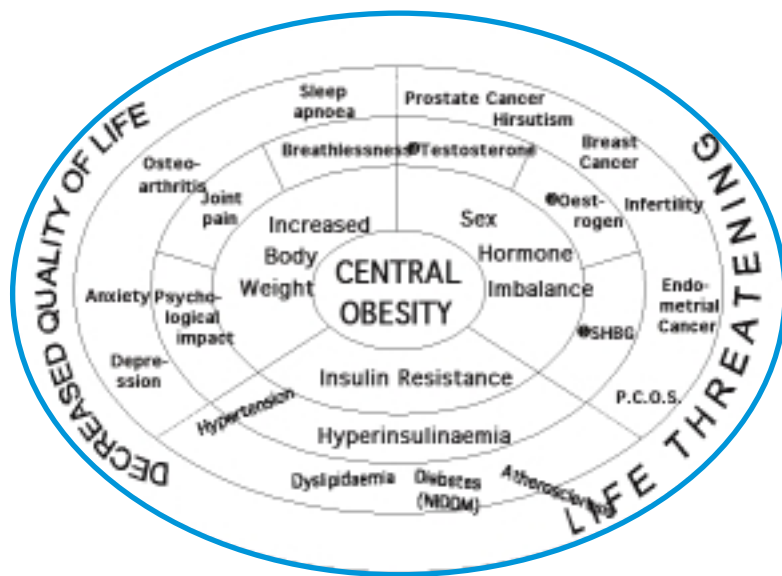 DECREASED QUALITY OF LIFE
LIFE THREATENING
Sleep
apnoea
Prostate Cancer
Hirsutism
Breast
Cancer
Infertility
Endo-
metrial
Cancer
P.C.O.S.
Osteo-
arthritis
Anxiety
Depre-
ssion
Breathlessness
Testosterone
Oest-
rogen
SHBG
Joint
pain
Psycho-
logical
impact
Increased
Body
Weight
Sex
Hormone
Imbalance
CENTRAL
OBESITY
Insulin Resistance
Hypertension
Hyperinsulinaemia
Dyslipidaemia
Diabetes